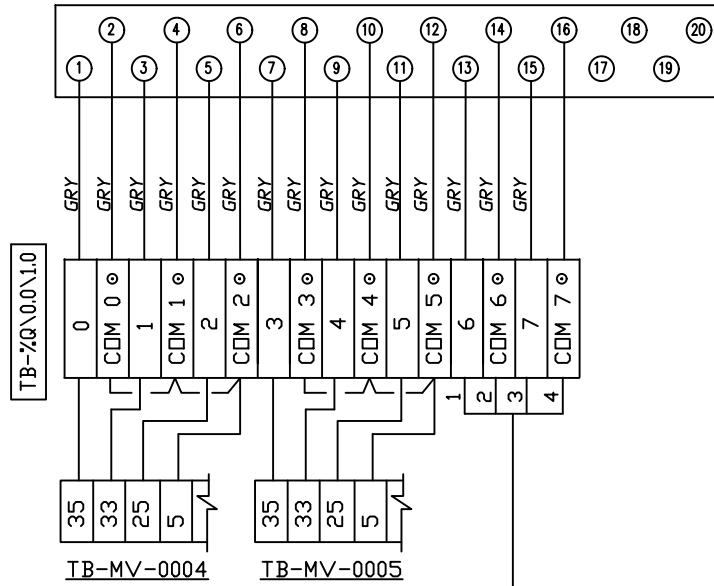 2 4 6 8 10 12 14 16 18 20
1 3 5 7 9 11 13 15 17 19
GRY GRY GRY GRY GRY GRY GRY GRY GRY GRY GRY GRY GRY GRY GRY
TB-%Q\0.0\1.0
0 COM 0 1 COM 1 2 COM 2 3 COM 3 4 COM 4 5 COM 5 6 COM 6 7 COM 7
1 2 3 4
35 33 25 5 35 33 25 5
TB-MV-0004 TB-MV-0005